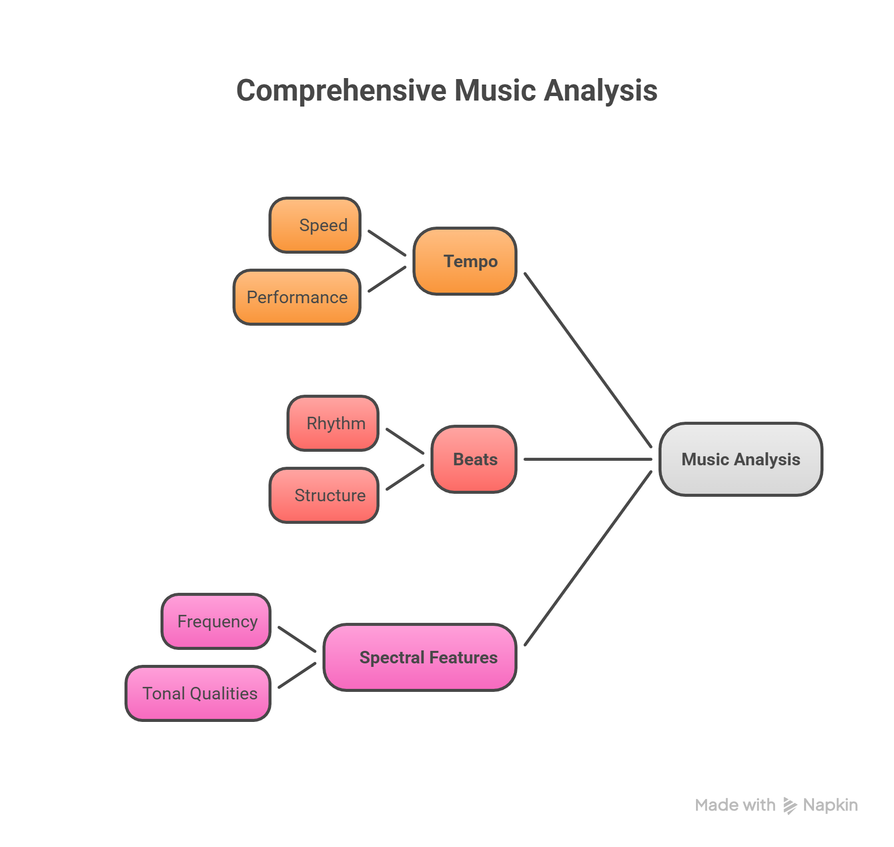 Comprehensive Music Analysis
Speed
Performance
Tempo
Rhythm
Structure
Beats
Music Analysis
Frequency
Tonal Qualities
Spectral Features
Made with Napkin